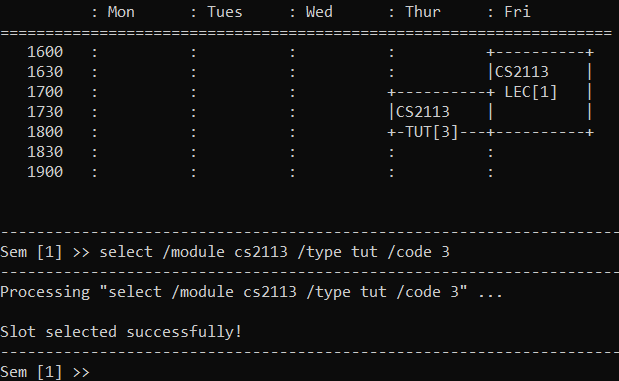 : Mon     : Tues    : Wed     : Thur    : Fri
==============================================================
  1600   :         :         :         :         +----------+
  1630   :         :         :         :         |CS2113    |
  1700   :         :         :         +----------+ LEC[1]   |
  1730   :         :         :         |CS2113    |          |
  1800   :         :         :         +-TUT[3]---+----------+
  1830   :         :         :         :         :
  1900   :         :         :         :         :
-----------------------------------------------------------------
Sem [1] >> select /module cs2113 /type tut /code 3
-----------------------------------------------------------------
Processing "select /module cs2113 /type tut /code 3" ...
Slot selected successfully!
-----------------------------------------------------------------
Sem [1] >>